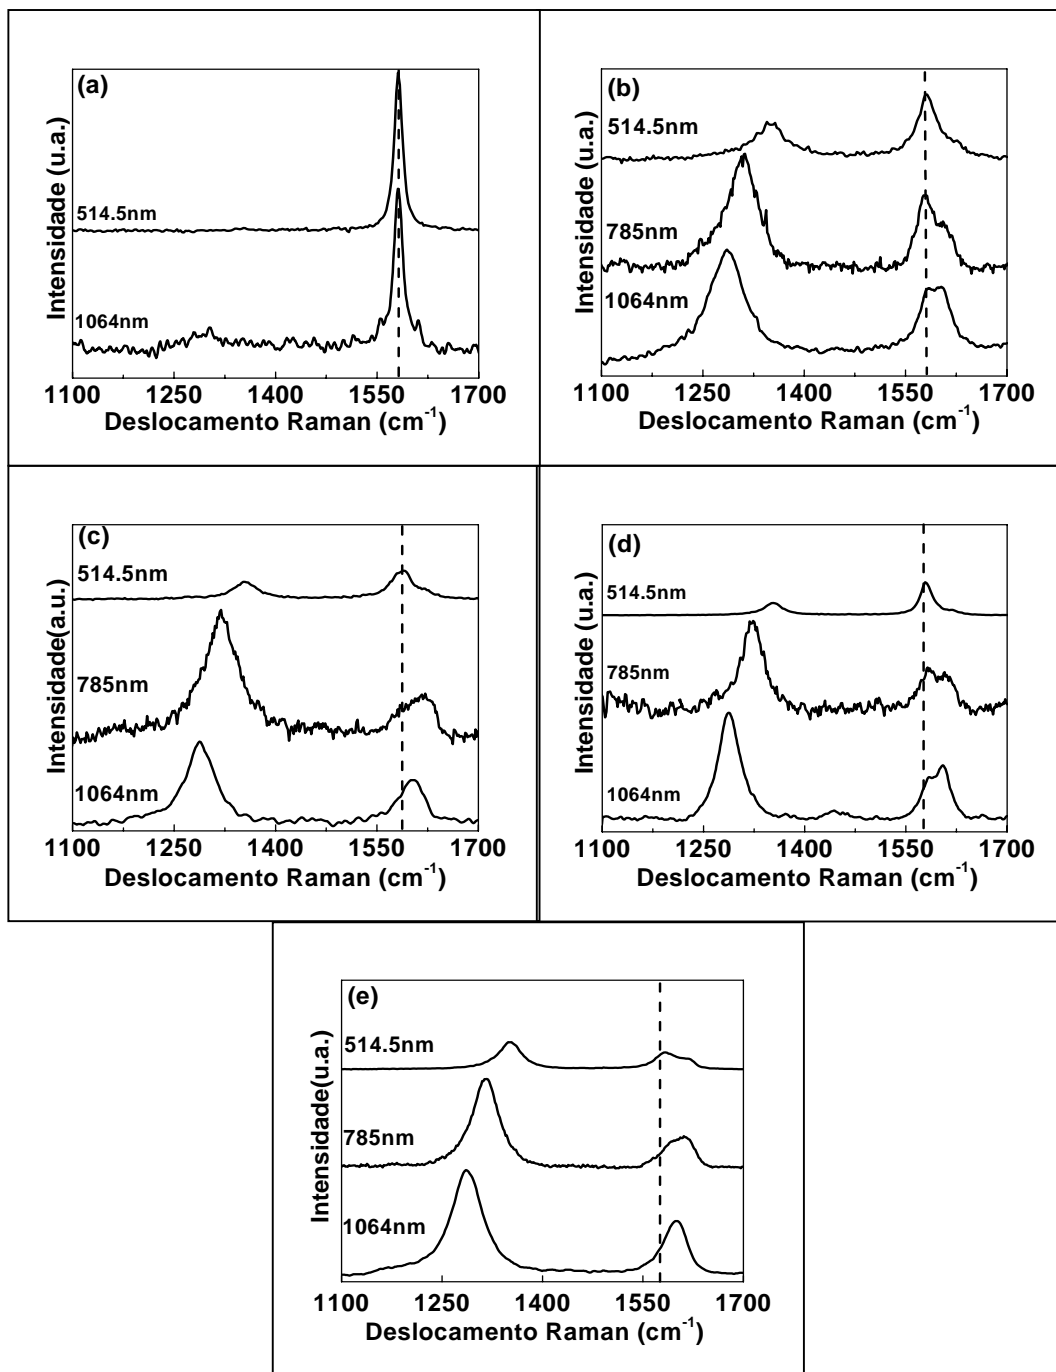 (a)
Intensidade (u.a.)
514.5nm
1064nm
1100 1250 1400 1550 1700
Deslocamento Raman (cm-1)
(b)
Intensidade (u.a.)
514.5nm
785nm
1064nm
1100 1250 1400 1550 1700
Deslocamento Raman (cm-1)
(c)
Intensidade(a.u.)
514.5nm
785nm
1064nm
1100 1250 1400 1550 1700
Deslocamento Raman (cm-1)
(d)
Intensidade (u.a.)
514.5nm
785nm
1064nm
1100 1250 1400 1550 1700
Deslocamento Raman (cm-1)
(e)
Intensidade(u.a.)
514.5nm
785nm
1064nm
1100 1250 1400 1550 1700
Deslocamento Raman (cm-1)